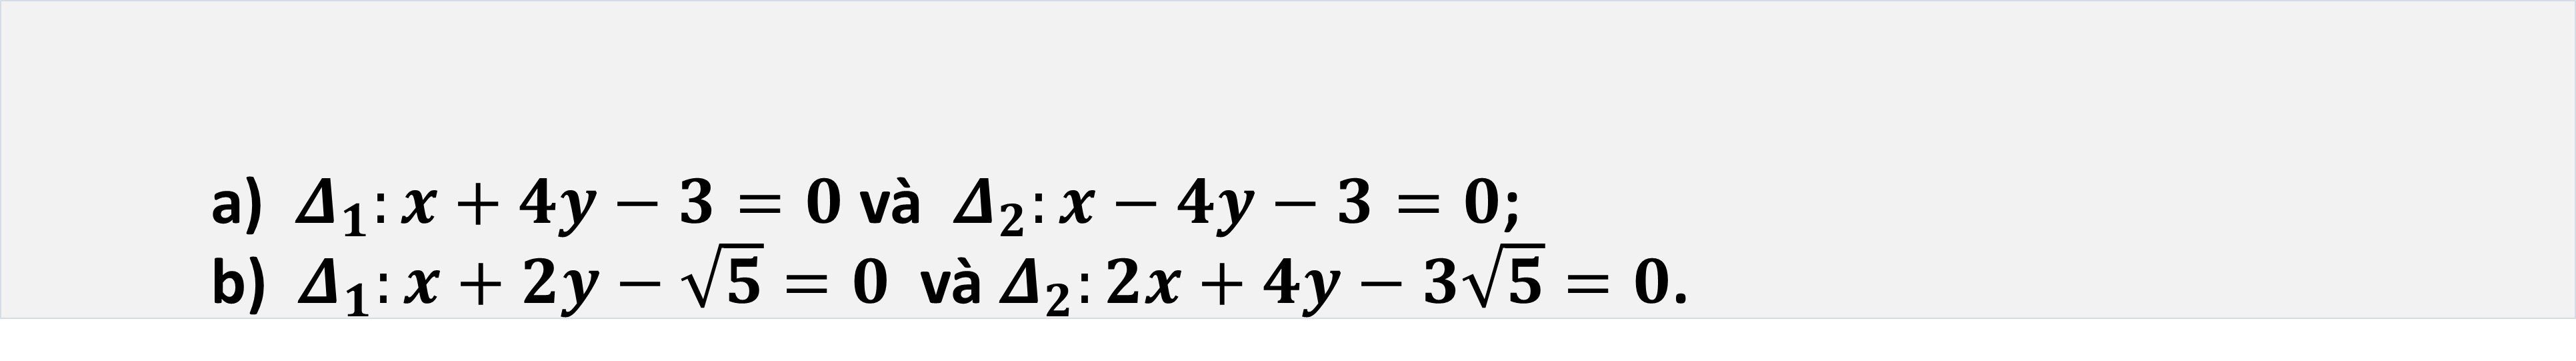 a) Δ₁: x + 4y − 3 = 0 và Δ₂: x − 4y − 3 = 0;
b) Δ₁: x + 2y − √5 = 0 và Δ₂: 2x + 4y − 3√5 = 0.